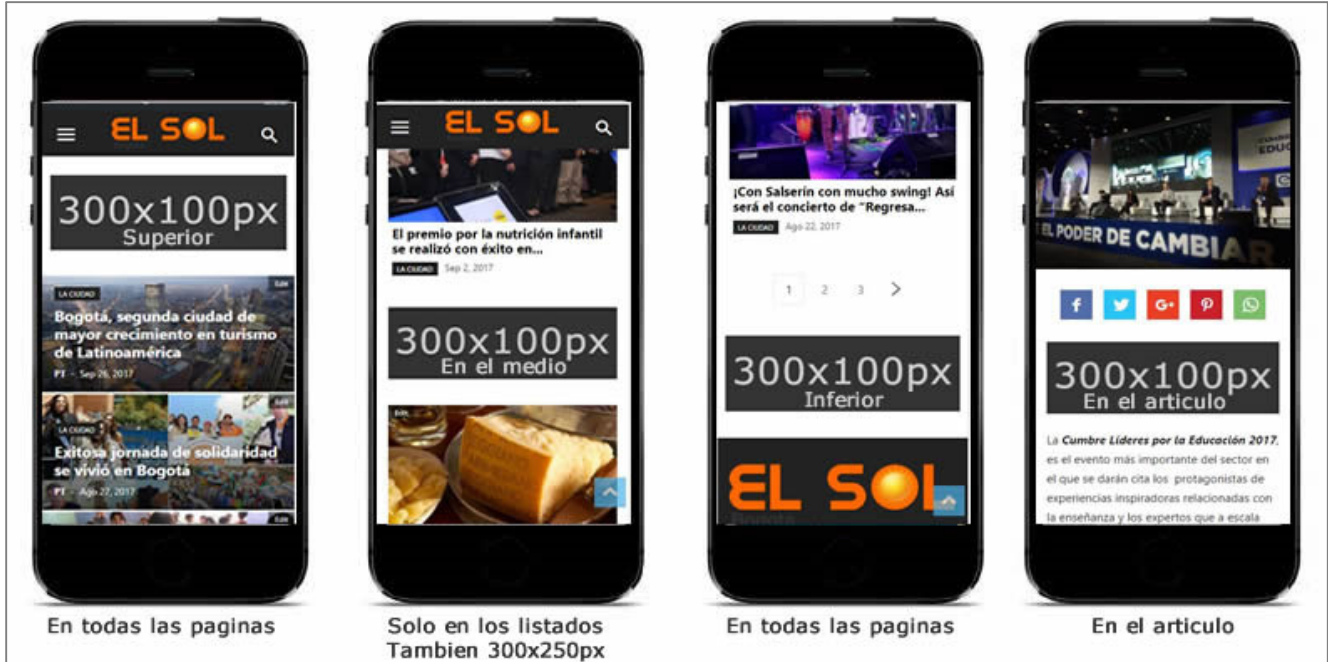 EL SOL
300x100px
Superior
Edit
LA CIUDAD
Bogotá, segunda ciudad de
mayor crecimiento en turismo
de Latinoamérica
PT - Sep 26, 2017
Edit
LA CIUDAD
Exitosa jornada de solidaridad
se vivió en Bogotá
PT - Ago 27, 2017
Edit
En todas las paginas
EL SOL
El premio por la nutrición infantil
se realizó con éxito en...
LA CIUDAD Sep 2, 2017
300x100px
En el medio
Edit
Solo en los listados
Tambien 300x250px
¡Con Salserín con mucho swing! Así
será el concierto de "Regresa...
LA CIUDAD Ago 22, 2017
1 2 3 >
300x100px
Inferior
EL SOL
En todas las paginas
EL PODER DE CAMBIAR
300x100px
En el articulo
La Cumbre Líderes por la Educación 2017,
es el evento más importante del sector en
el que se darán cita los protagonistas de
experiencias inspiradoras relacionadas con
la enseñanza y los expertos que a escala
En el articulo